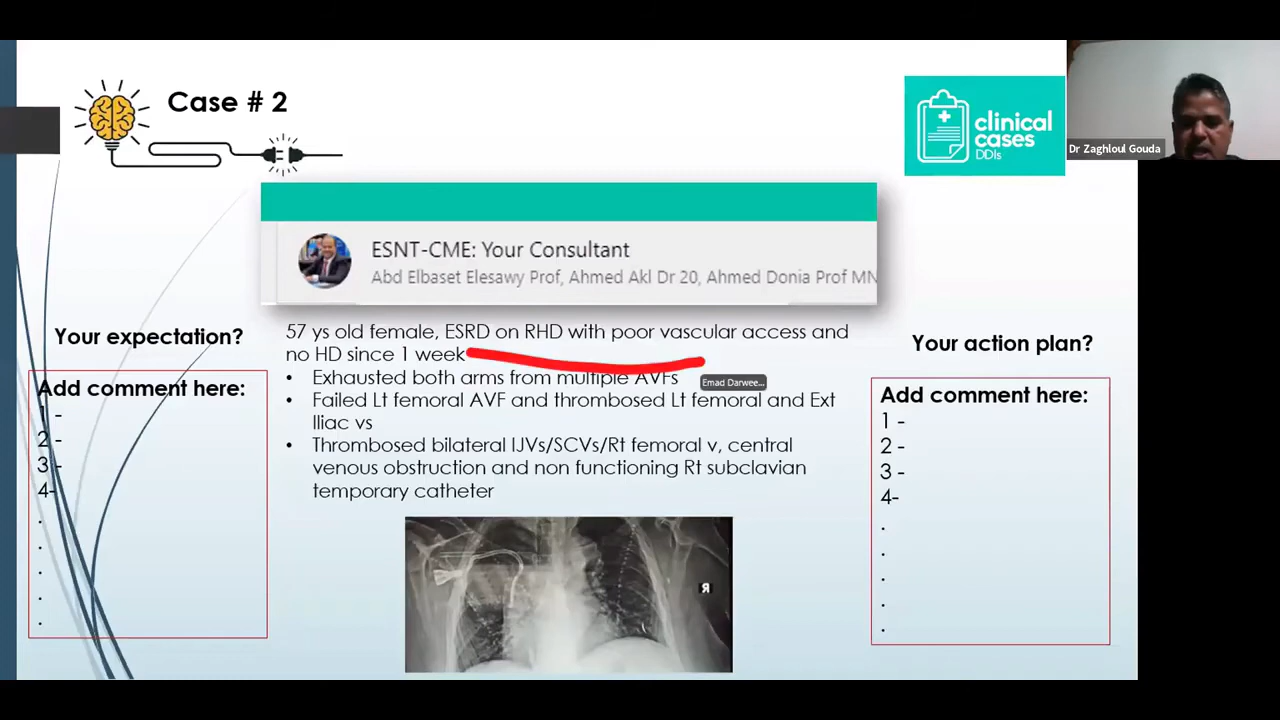 Case # 2
clinical
cases
DDIs
Dr Zaghloul Gouda
ESNT-CME: Your Consultant
Abd Elbaset Elesawy Prof, Ahmed Akl Dr 20, Ahmed Donia Prof MN
Your expectation?
Add comment here:
1 -
2 -
3 -
4-
.
.
.
.
.
57 ys old female, ESRD on RHD with poor vascular access and
no HD since 1 week
• Exhausted both arms from multiple AVFs
Emad Darwee...
• Failed Lt femoral AVF and thrombosed Lt femoral and Ext
Iliac vs
• Thrombosed bilateral IJVs/SCVs/Rt femoral v, central
venous obstruction and non functioning Rt subclavian
temporary catheter
R
Your action plan?
Add comment here:
1 -
2 -
3 -
4-
.
.
.
.
.